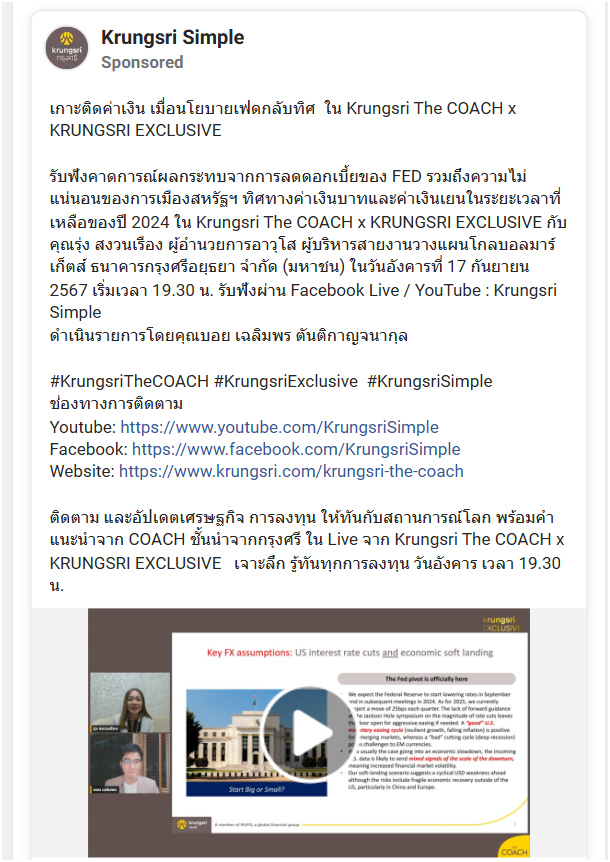 krungsri
กรุงศรี
Krungsri Simple
Sponsored
เกาะติดค่าเงิน เมื่อนโยบายเฟดกลับทิศ ใน Krungsri The COACH x
KRUNGSRI EXCLUSIVE
รับฟังคาดการณ์ผลกระทบจากการลดดอกเบี้ยของ FED รวมถึงความไม่
แน่นอนของการเมืองสหรัฐฯ ทิศทางค่าเงินบาทและค่าเงินเยนในระยะเวลาที่
เหลือของปี 2024 ใน Krungsri The COACH x KRUNGSRI EXCLUSIVE กับ
คุณรุ่ง สงวนเรือง ผู้อำนวยการอาวุโส ผู้บริหารสายงานวางแผนโกลบอลมาร์
เก็ตส์ ธนาคารกรุงศรีอยุธยา จำกัด (มหาชน) ในวันอังคารที่ 17 กันยายน
2567 เริ่มเวลา 19.30 น. รับฟังผ่าน Facebook Live / YouTube : Krungsri
Simple
ดำเนินรายการโดยคุณบอย เฉลิมพร ตันติกาญจนากุล
#KrungsriTheCOACH #KrungsriExclusive #KrungsriSimple
ช่องทางการติดตาม
Youtube: https://www.youtube.com/KrungsriSimple
Facebook: https://www.facebook.com/KrungsriSimple
Website: https://www.krungsri.com/krungsri-the-coach
ติดตาม และอัปเดตเศรษฐกิจ การลงทุน ให้ทันกับสถานการณ์โลก พร้อมคำ
แนะนำจาก COACH ชั้นนำจากกรุงศรี ใน Live จาก Krungsri The COACH x
KRUNGSRI EXCLUSIVE เจาะลึก รู้ทันทุกการลงทุน วันอังคาร เวลา 19.30
น.
krungsri
EXCLUSIVE
Key FX assumptions: US interest rate cuts and economic soft landing
The Fed pivot is officially here
We expect the Federal Reserve to start lowering rates in September
and in subsequent meetings in 2024. As for 2025, we currently
project a move of 25bps each quarter. The lack of forward guidance
at the Jackson Hole symposium on the magnitude of rate cuts leaves
the door open for aggressive easing if needed. A "good" U.S.
easing cycle (resilient growth, falling inflation) is positive
emerging markets, whereas a "bad" cutting cycle (deep recession)
challenges to EM currencies.
usually the case going into an economic slowdown, the incoming
data is likely to send mixed signals of the scale of the downturn,
meaning increased financial market volatility.
Our soft-landing scenario suggests a cyclical USD weakness ahead
although the risks include fragile economic recovery outside of the
US, particularly in China and Europe.
Start Big or Small?
krungsri
กรุงศรี
A member of MUFG, a global financial group
THE
COACH